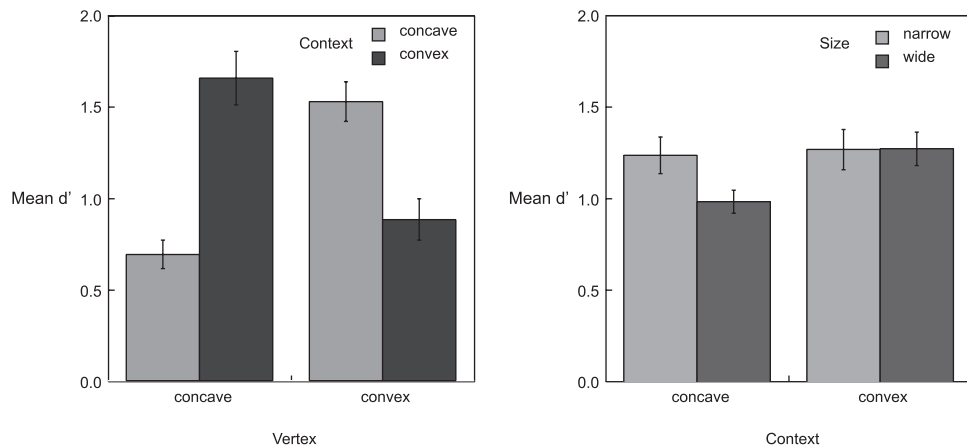 2.0
1.5
Mean d’
1.0
0.5
0.0
Context
concave
convex
concave
convex
Vertex
2.0
1.5
Mean d’
1.0
0.5
0.0
Size
narrow
wide
concave
convex
Context